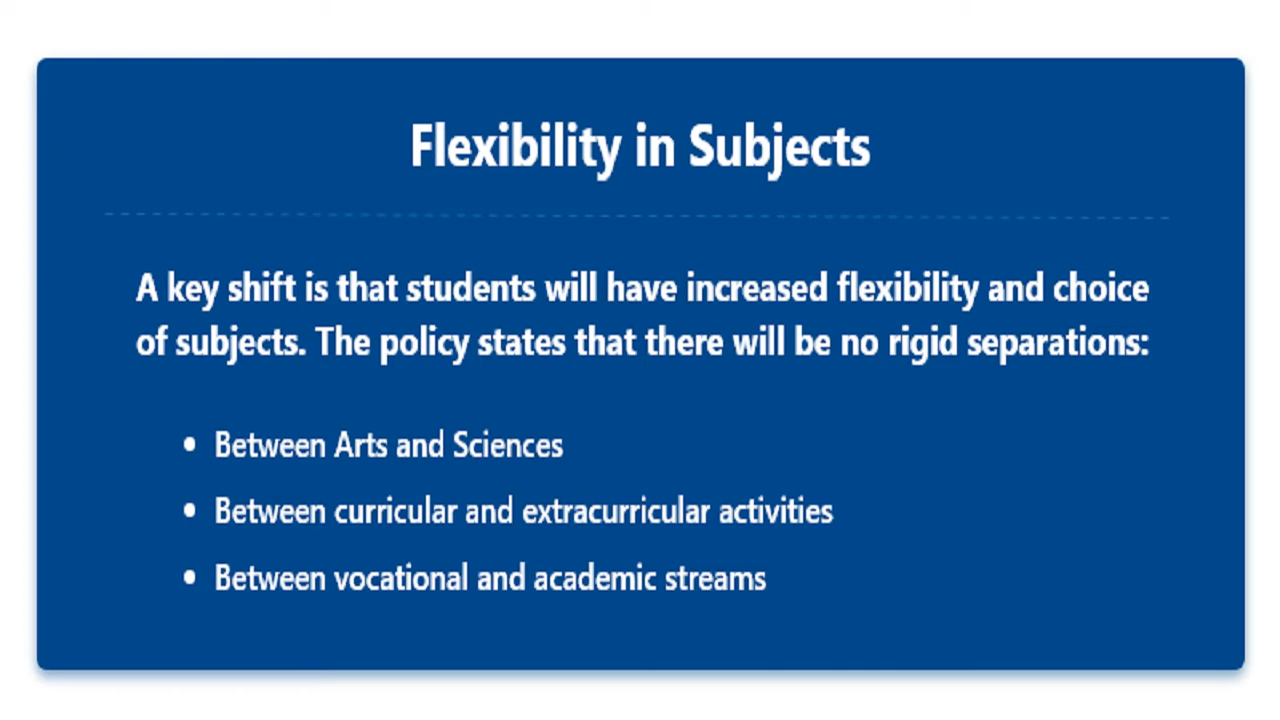 Flexibility in Subjects
A key shift is that students will have increased flexibility and choice
of subjects. The policy states that there will be no rigid separations:
• Between Arts and Sciences
• Between curricular and extracurricular activities
• Between vocational and academic streams